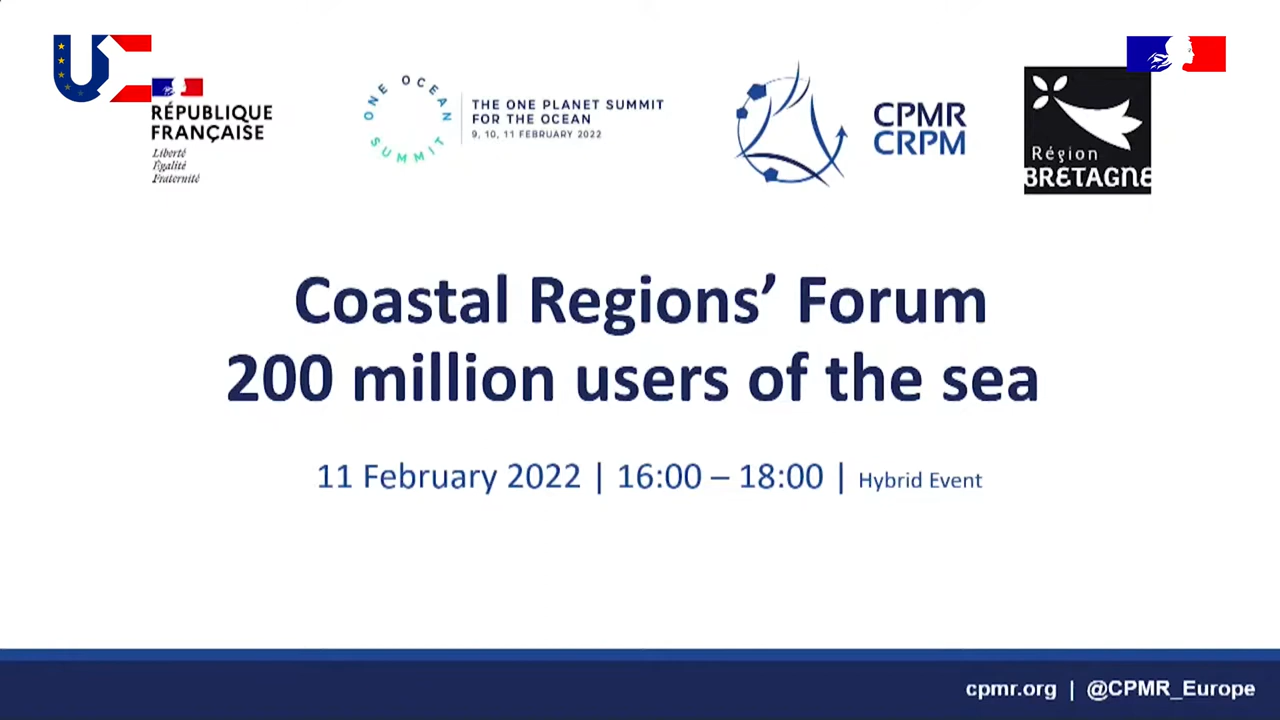 UE
RÉPUBLIQUE
FRANÇAISE
Liberté
Égalité
Fraternité
ONE OCEAN SUMMIT
THE ONE PLANET SUMMIT
FOR THE OCEAN
9, 10, 11 FEBRUARY 2022
CPMR
CRPM
Région
BRETAGNE
Coastal Regions’ Forum
200 million users of the sea
11 February 2022 | 16:00 – 18:00 | Hybrid Event
cpmr.org | @CPMR_Europe